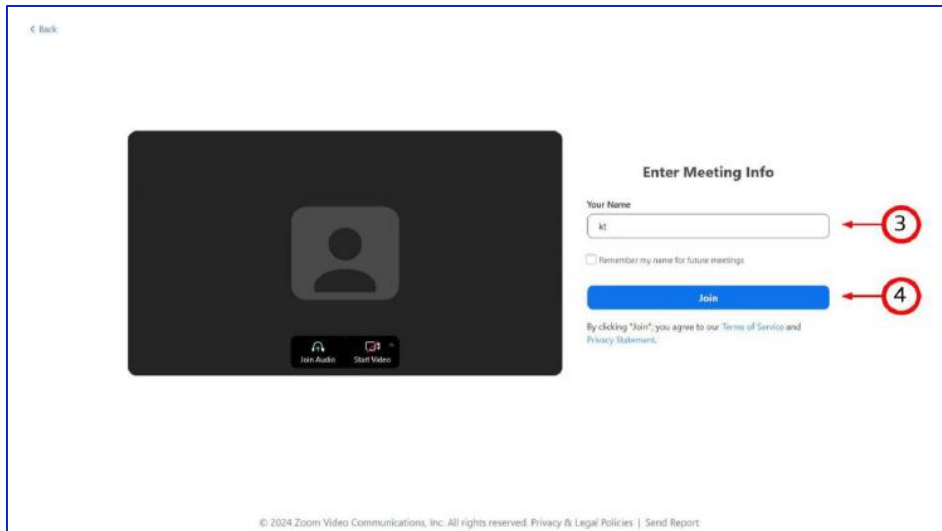 < Back
Enter Meeting Info
Your Name
kt
3
Remember my name for future meetings
Join
4
By clicking "Join", you agree to our Terms of Service and
Privacy Statement.
Join Audio Start Video
© 2024 Zoom Video Communications, Inc. All rights reserved. Privacy & Legal Policies | Send Report